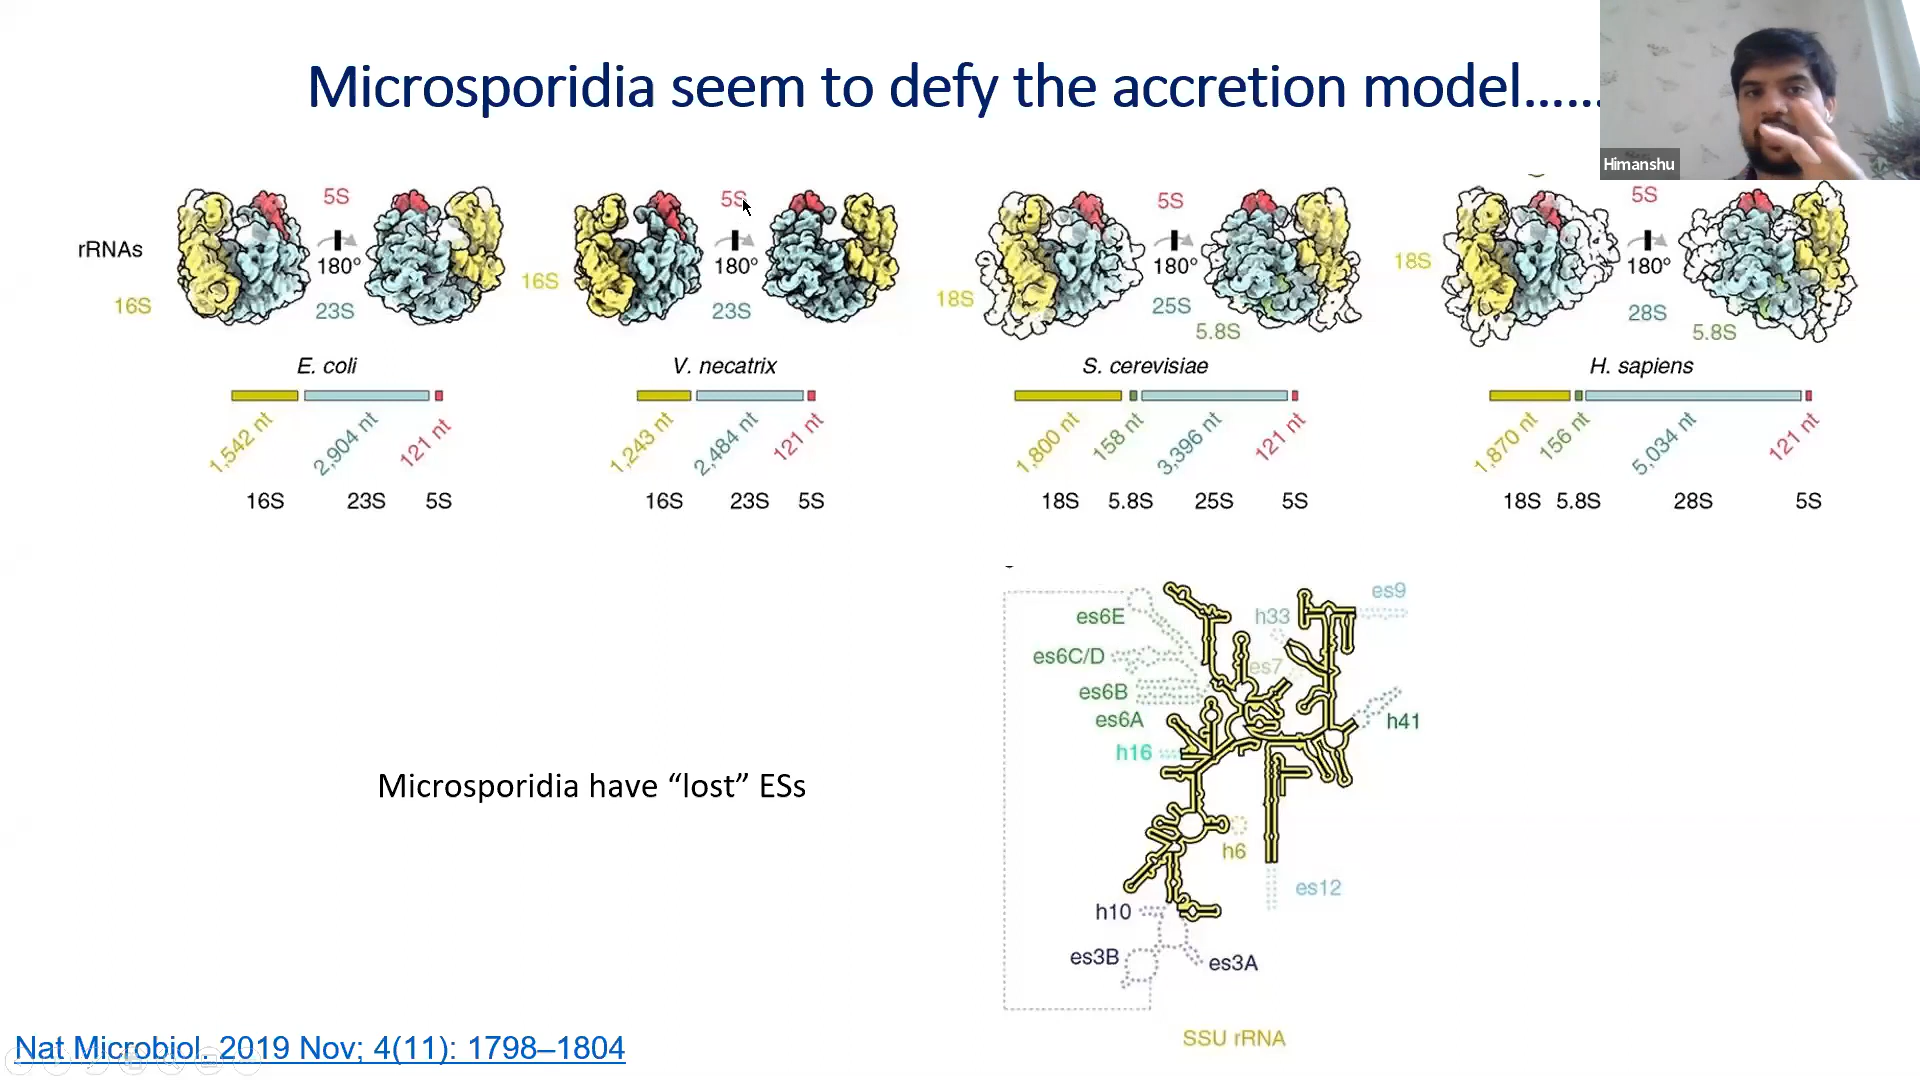 Microsporidia seem to defy the accretion model......
Himanshu
rRNAs
16S
5S
180°
23S
16S
5S
180°
23S
18S
5S
180°
25S
5.8S
18S
5S
180°
28S
5.8S
E. coli
V. necatrix
S. cerevisiae
H. sapiens
1,542 nt
2,904 nt
121 nt
1,243 nt
2,484 nt
121 nt
1,800 nt
158 nt
3,396 nt
121 nt
1,870 nt
156 nt
5,034 nt
121 nt
16S 23S 5S
16S 23S 5S
18S 5.8S 25S 5S
18S 5.8S 28S 5S
es6E
es6C/D
es6B
es6A
h16
h33
es7
es9
h41
h6
es12
h10
es3B
es3A
SSU rRNA
Microsporidia have “lost” ESs
Nat Microbiol. 2019 Nov; 4(11): 1798–1804